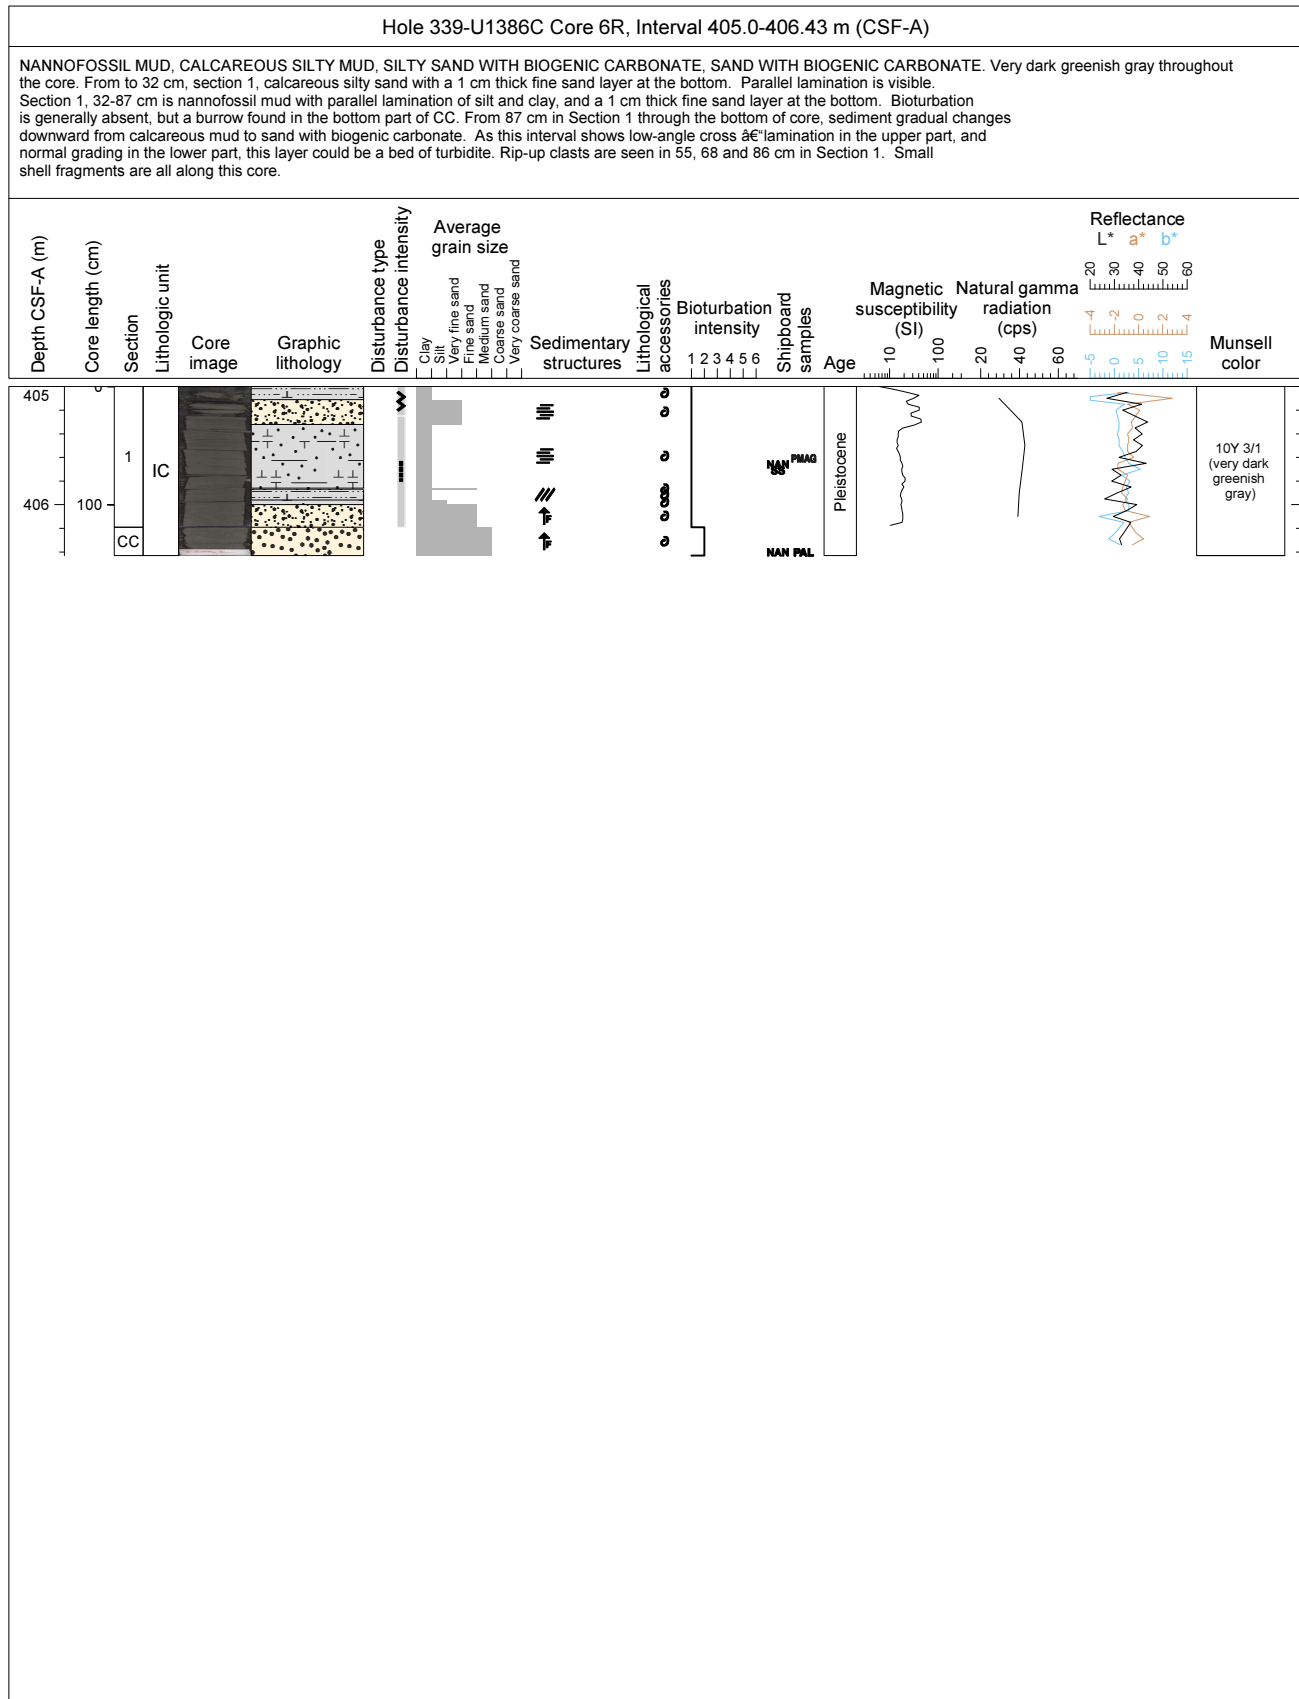 Hole 339-U1386C Core 6R, Interval 405.0-406.43 m (CSF-A)
NANNOFOSSIL MUD, CALCAREOUS SILTY MUD, SILTY SAND WITH BIOGENIC CARBONATE, SAND WITH BIOGENIC CARBONATE. Very dark greenish gray throughout
the core. From to 32 cm, section 1, calcareous silty sand with a 1 cm thick fine sand layer at the bottom. Parallel lamination is visible.
Section 1, 32-87 cm is nannofossil mud with parallel lamination of silt and clay, and a 1 cm thick fine sand layer at the bottom. Bioturbation
is generally absent, but a burrow found in the bottom part of CC. From 87 cm in Section 1 through the bottom of core, sediment gradual changes
downward from calcareous mud to sand with biogenic carbonate. As this interval shows low-angle cross â€“lamination in the upper part, and
normal grading in the lower part, this layer could be a bed of turbidite. Rip-up clasts are seen in 55, 68 and 86 cm in Section 1. Small
shell fragments are all along this core.
Depth CSF-A (m)
Core length (cm)
Section
Lithologic unit
Core
image
Graphic
lithology
Disturbance type
Disturbance intensity
Average
grain size
Clay
Silt
Very fine sand
Fine sand
Medium sand
Coarse sand
Very coarse sand
Sedimentary
structures
Lithological
accessories
Bioturbation
intensity
1 2 3 4 5 6
Shipboard
samples
Age
Magnetic
susceptibility
(SI)
10 100
Natural gamma
radiation
(cps)
20 40 60
Reflectance
L* a* b*
20 30 40 50 60
-4 -2 0 2 4
-5 0 5 10 15
Munsell
color
405
0
1
IC
406
100
CC
F
F
NAN
SS
PMAG
NAN PAL
Pleistocene
10Y 3/1
(very dark
greenish
gray)